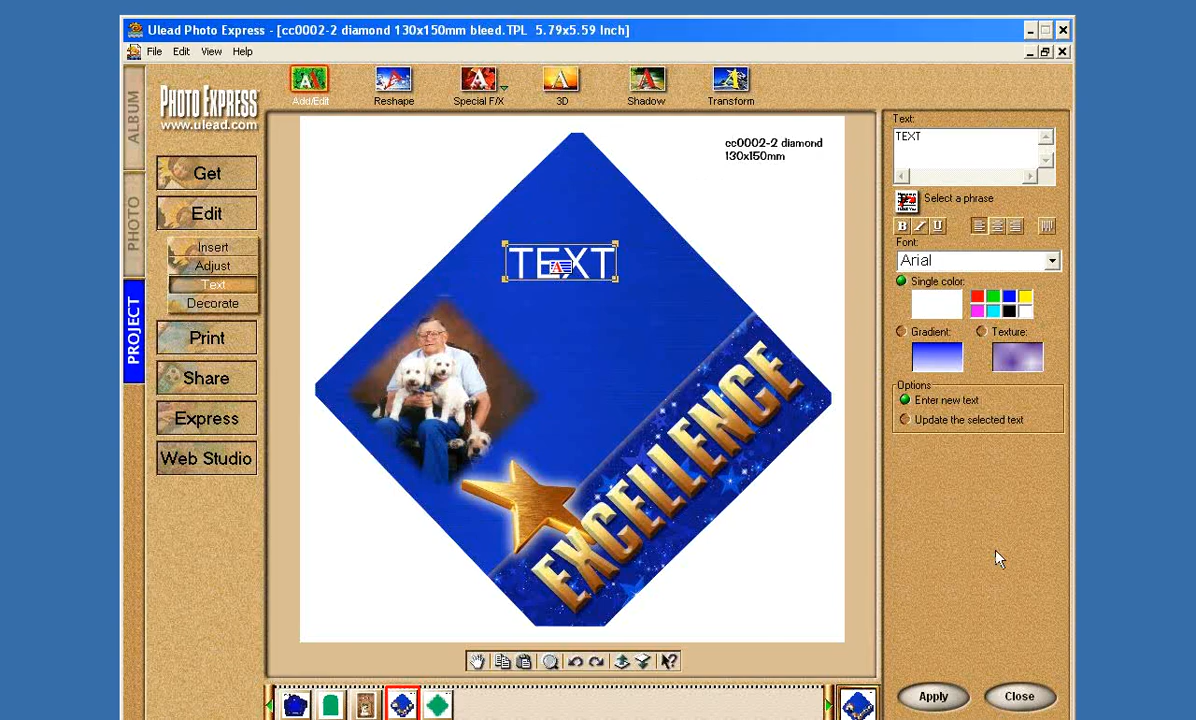 Ulead Photo Express - [cc0002-2 diamond 130x150mm bleed.TPL 5.79x5.59 Inch]
File Edit View Help
ALBUM
PHOTO
PROJECT
PHOTO EXPRESS
www.ulead.com
Add/Edit Reshape Special F/X 3D Shadow Transform
Get
Edit
Insert
Adjust
Text
Decorate
Print
Share
Express
Web Studio
cc0002-2 diamond
130x150mm
TEXT
EXCELLENCE
Text:
TEXT
Select a phrase
B I U
Font:
Arial
Single color:
Gradient: Texture:
Options
Enter new text
Update the selected text
Apply Close